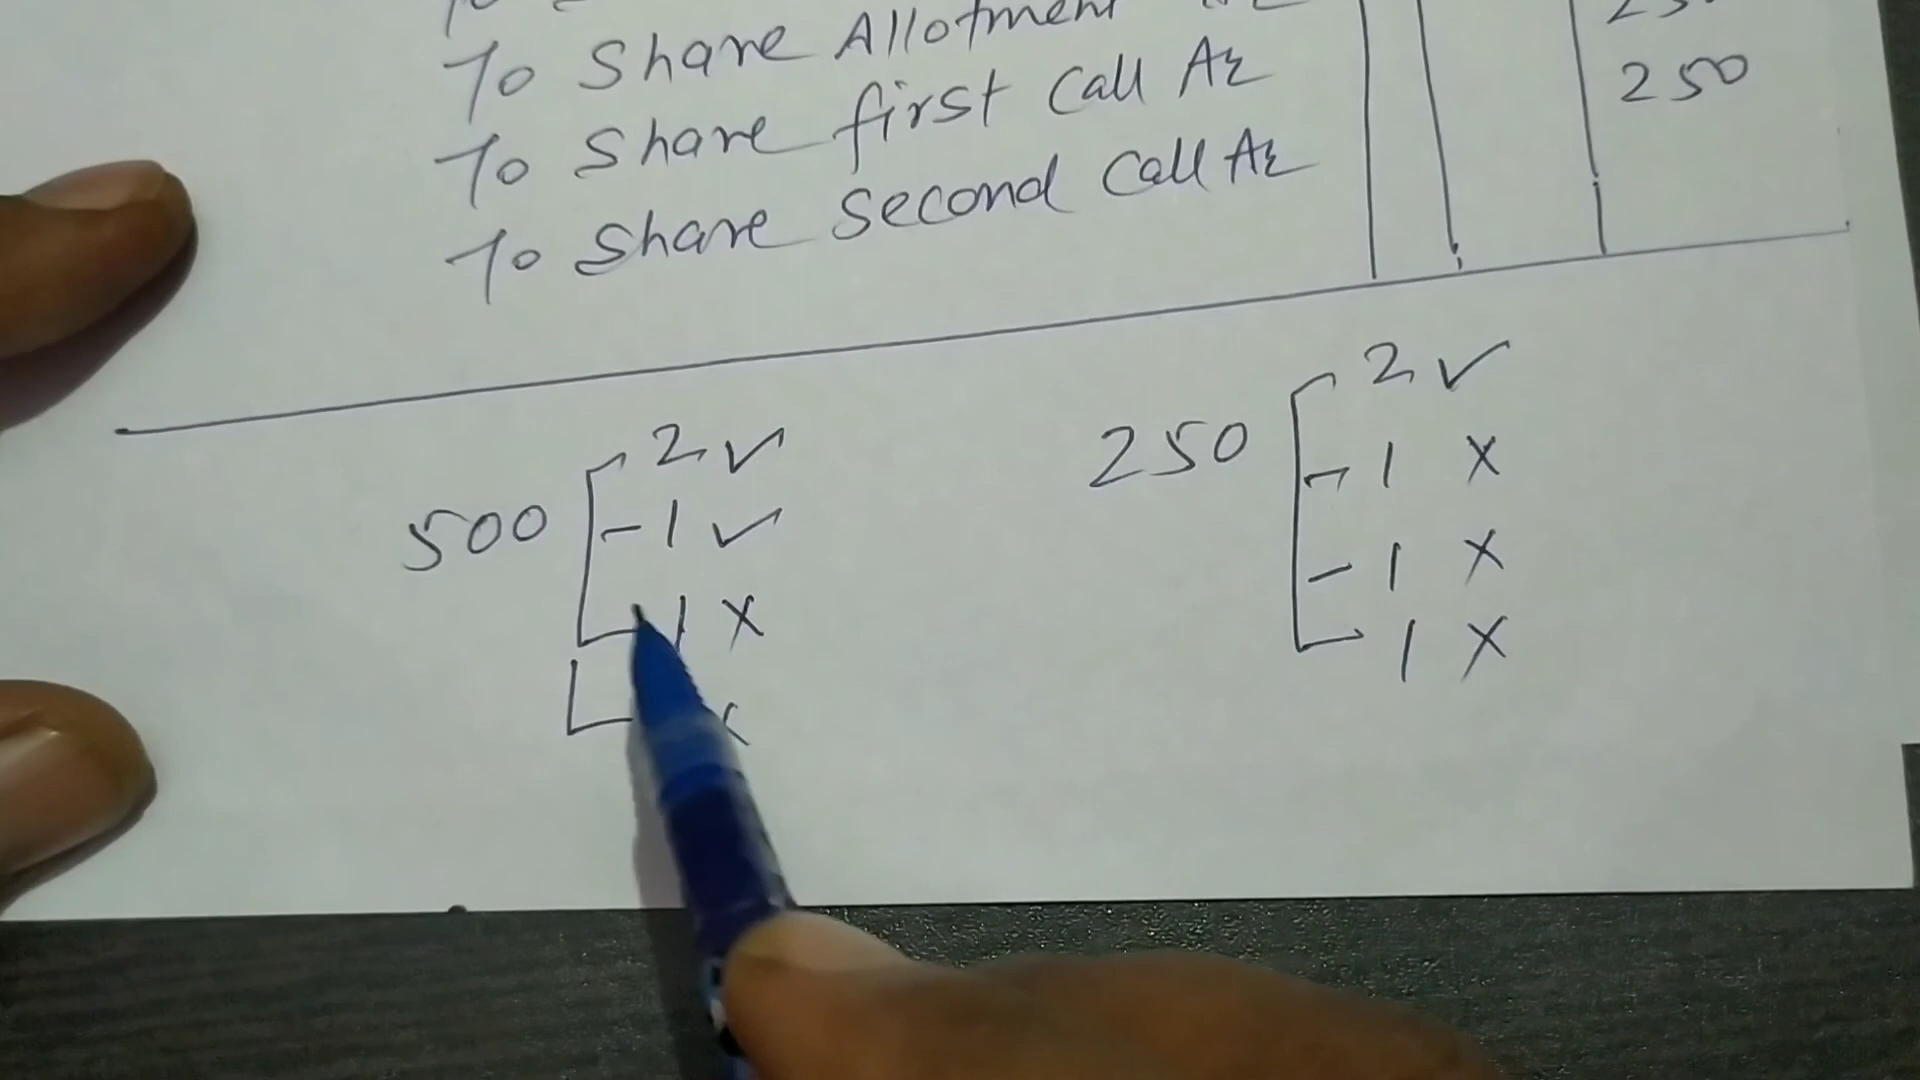 To Share Allotment
To Share first Call A/c 250
To Share Second Call A/c
2 ✓
500 - 1 ✓
1 X
X
2 ✓
250 - 1 X
- 1 X
1 X